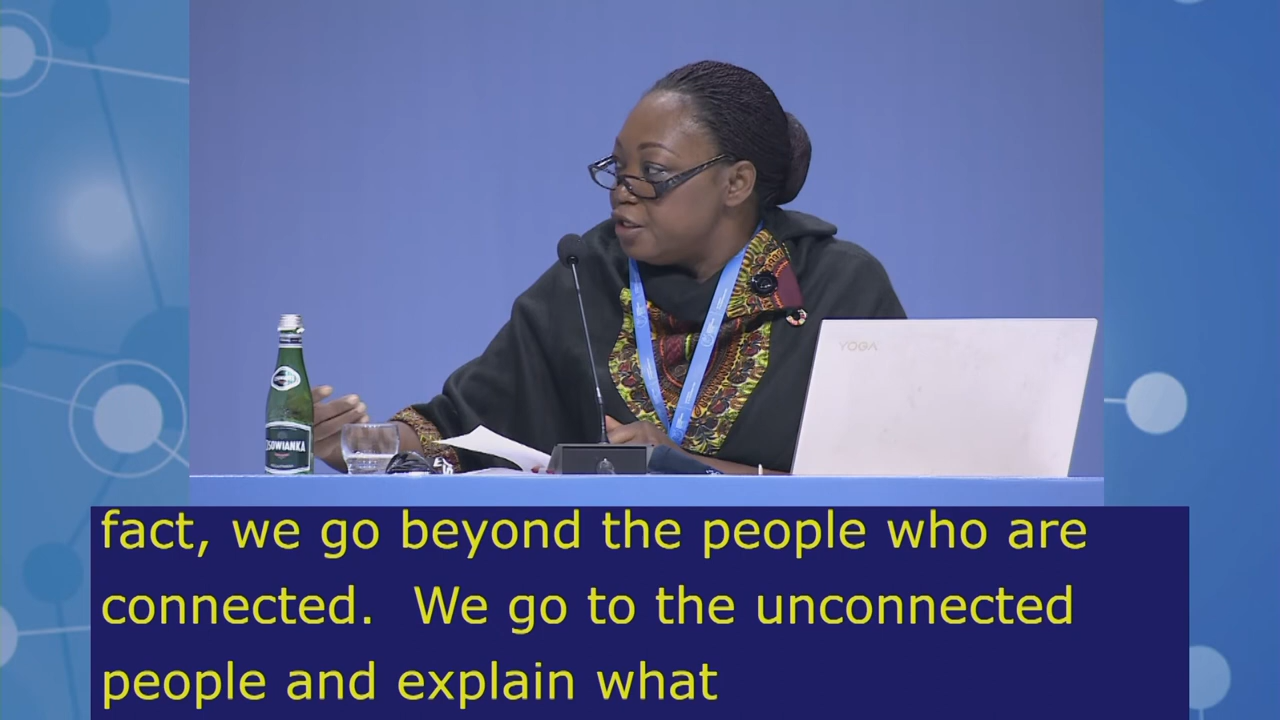 YOGA
SOWIANKA
fact, we go beyond the people who are
connected.  We go to the unconnected
people and explain what